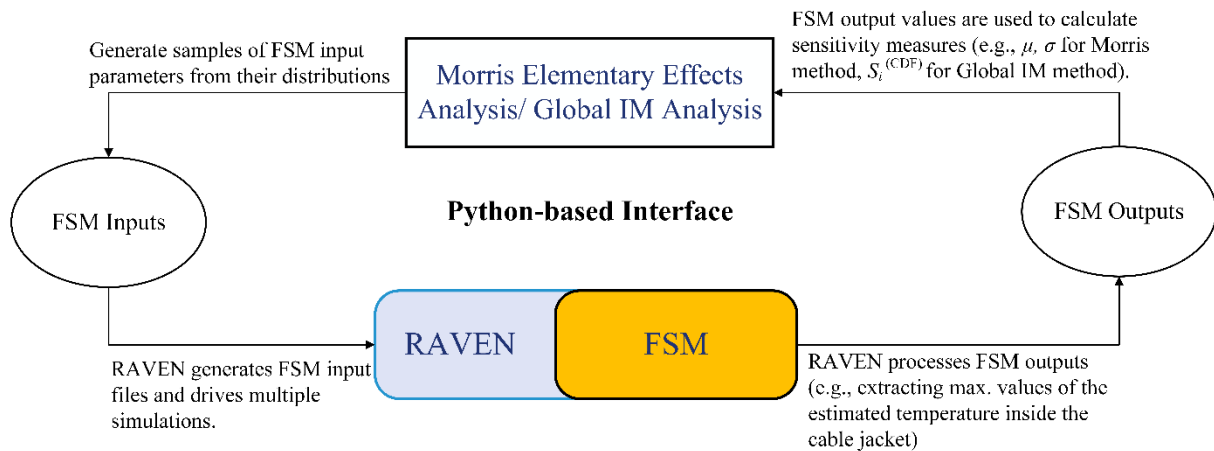 Generate samples of FSM input
parameters from their distributions
Morris Elementary Effects
Analysis/ Global IM Analysis
FSM output values are used to calculate
sensitivity measures (e.g., μ, σ for Morris
method, Sᵢ⁽ᶜᴰᶠ⁾ for Global IM method).
FSM Inputs
Python-based Interface
FSM Outputs
RAVEN generates FSM input
files and drives multiple
simulations.
RAVEN
FSM
RAVEN processes FSM outputs
(e.g., extracting max. values of the
estimated temperature inside the
cable jacket)